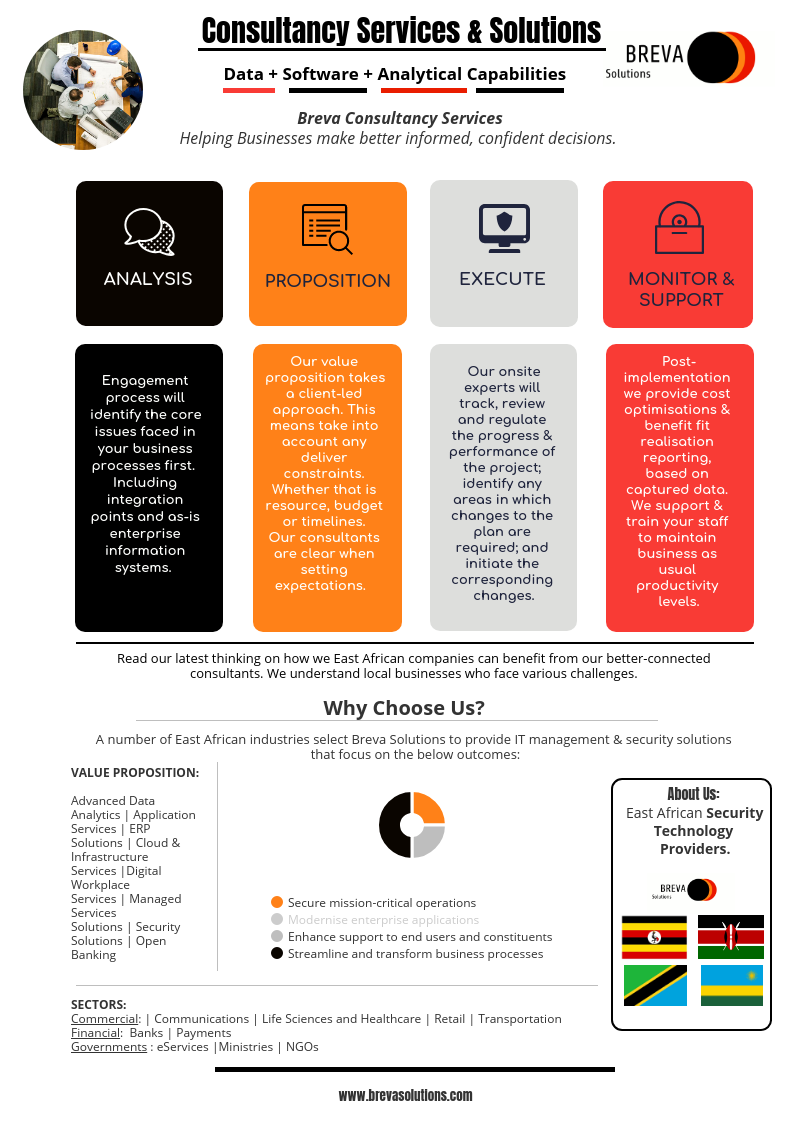 Consultancy Services & Solutions
BREVA
Solutions
Data + Software + Analytical Capabilities
Breva Consultancy Services
Helping Businesses make better informed, confident decisions.
ANALYSIS
PROPOSITION
EXECUTE
MONITOR &
SUPPORT
Engagement
process will
identify the core
issues faced in
your business
processes first.
Including
integration
points and as-is
enterprise
information
systems.
Our value
proposition takes
a client-led
approach. This
means take into
account any
deliver
constraints.
Whether that is
resource, budget
or timelines.
Our consultants
are clear when
setting
expectations.
Our onsite
experts will
track, review
and regulate
the progress &
performance of
the project;
identify any
areas in which
changes to the
plan are
required; and
initiate the
corresponding
changes.
Post-
implementation
we provide cost
optimisations &
benefit fit
realisation
reporting,
based on
captured data.
We support &
train your staff
to maintain
business as
usual
productivity
levels.
Read our latest thinking on how we East African companies can benefit from our better-connected
consultants. We understand local businesses who face various challenges.
Why Choose Us?
A number of East African industries select Breva Solutions to provide IT management & security solutions
that focus on the below outcomes:
VALUE PROPOSITION:
Advanced Data
Analytics | Application
Services | ERP
Solutions | Cloud &
Infrastructure
Services |Digital
Workplace
Services | Managed
Services
Solutions | Security
Solutions | Open
Banking
Secure mission-critical operations
Modernise enterprise applications
Enhance support to end users and constituents
Streamline and transform business processes
About Us:
East African Security
Technology
Providers.
BREVA
Solutions
SECTORS:
Commercial: | Communications | Life Sciences and Healthcare | Retail | Transportation
Financial: Banks | Payments
Governments : eServices |Ministries | NGOs
www.brevasolutions.com